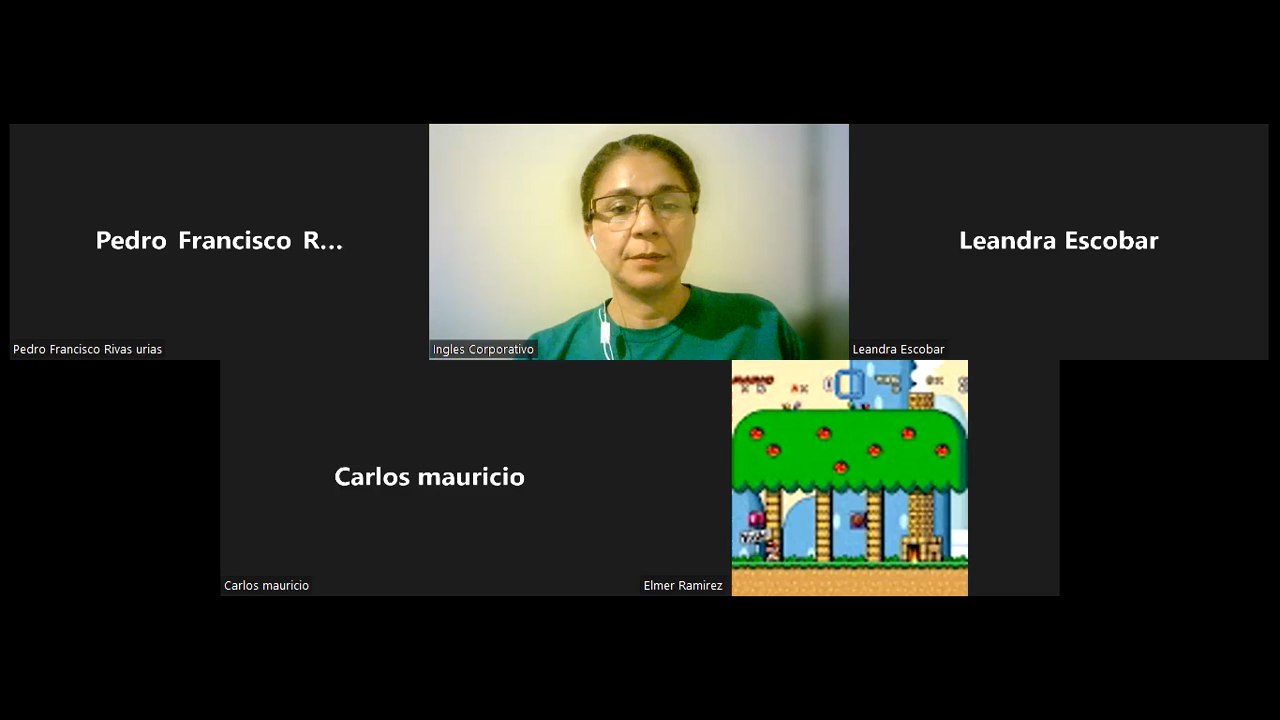 Pedro Francisco R...
Pedro Francisco Rivas urias
Ingles Corporativo
Leandra Escobar
Leandra Escobar
Carlos mauricio
Carlos mauricio
Elmer Ramirez